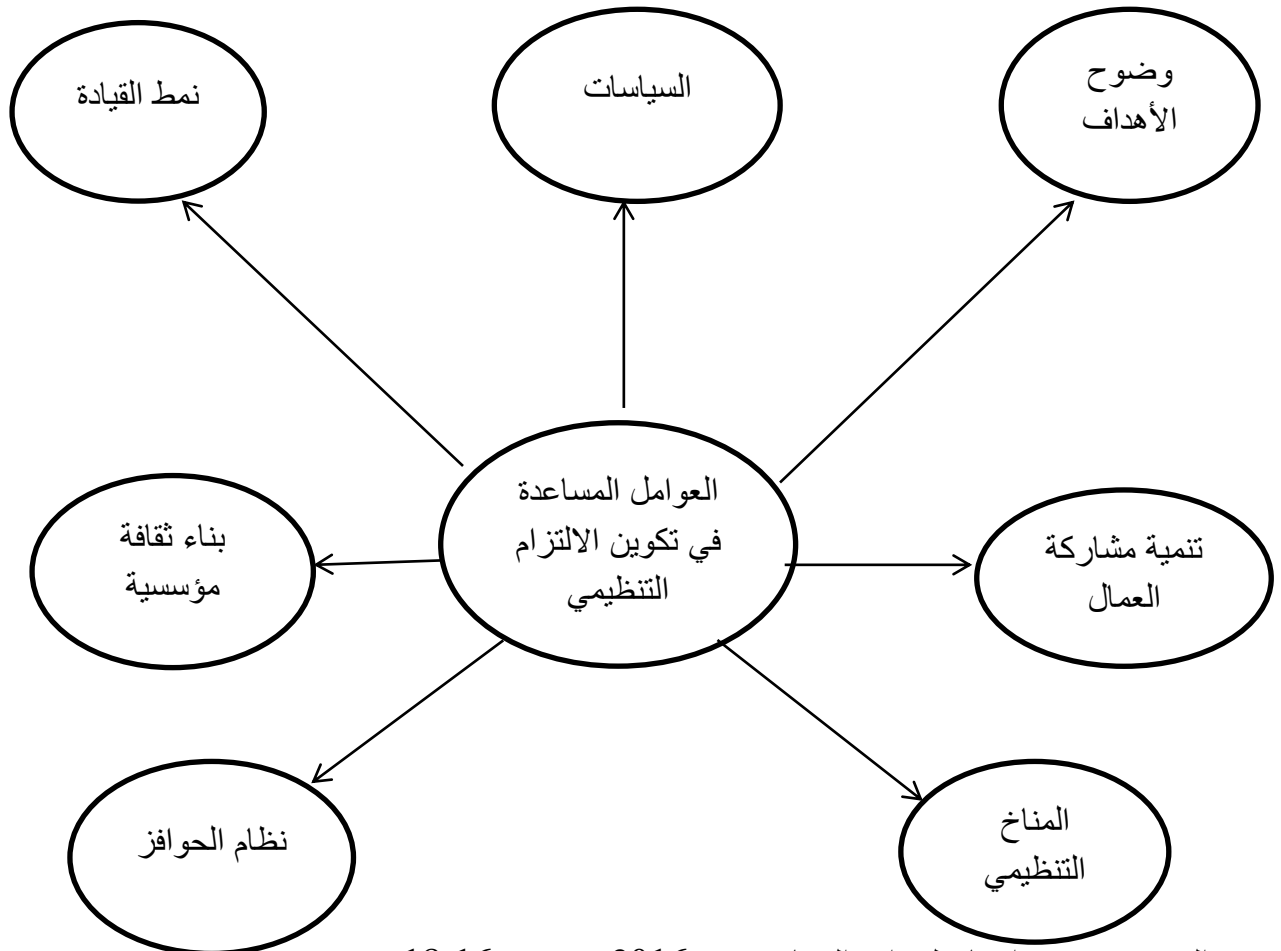 وضوح
الأهداف
السياسات
نمط القيادة
العوامل المساعدة
في تكوين الالتزام
التنظيمي
تنمية مشاركة
العمال
بناء ثقافة
مؤسسية
المناخ
التنظيمي
نظام الحوافز